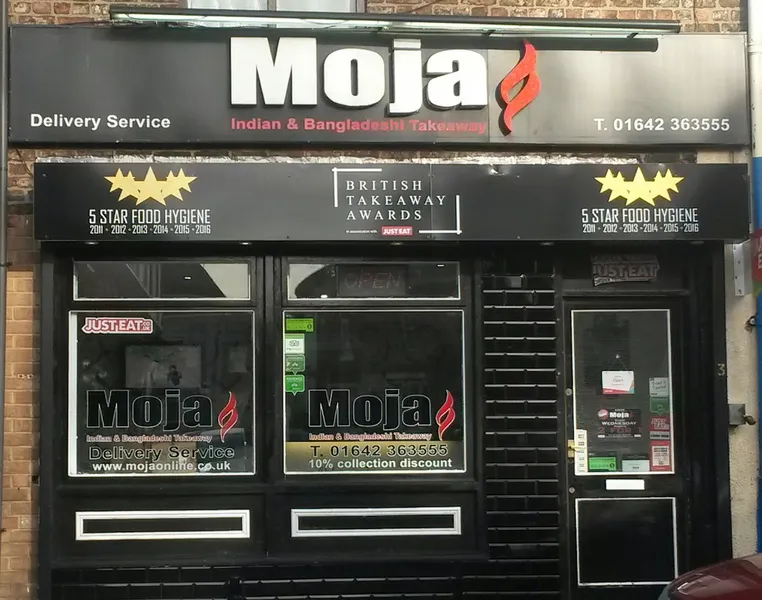 Moja
Indian & Bangladeshi Takeaway
Delivery Service
T. 01642 363555
5 STAR FOOD HYGIENE
2011 - 2012 - 2013 - 2014 - 2015 - 2016
BRITISH
TAKEAWAY
AWARDS
In association with JUST EAT
5 STAR FOOD HYGIENE
2011 - 2012 - 2013 - 2014 - 2015 - 2016
OPEN
JUST EAT
JUST EAT
Moja
Indian & Bangladeshi Takeaway
Delivery Service
www.mojaonline.co.uk
Moja
Indian & Bangladeshi Takeaway
T. 01642 363555
10% collection discount
Moja
WEDNESDAY
3